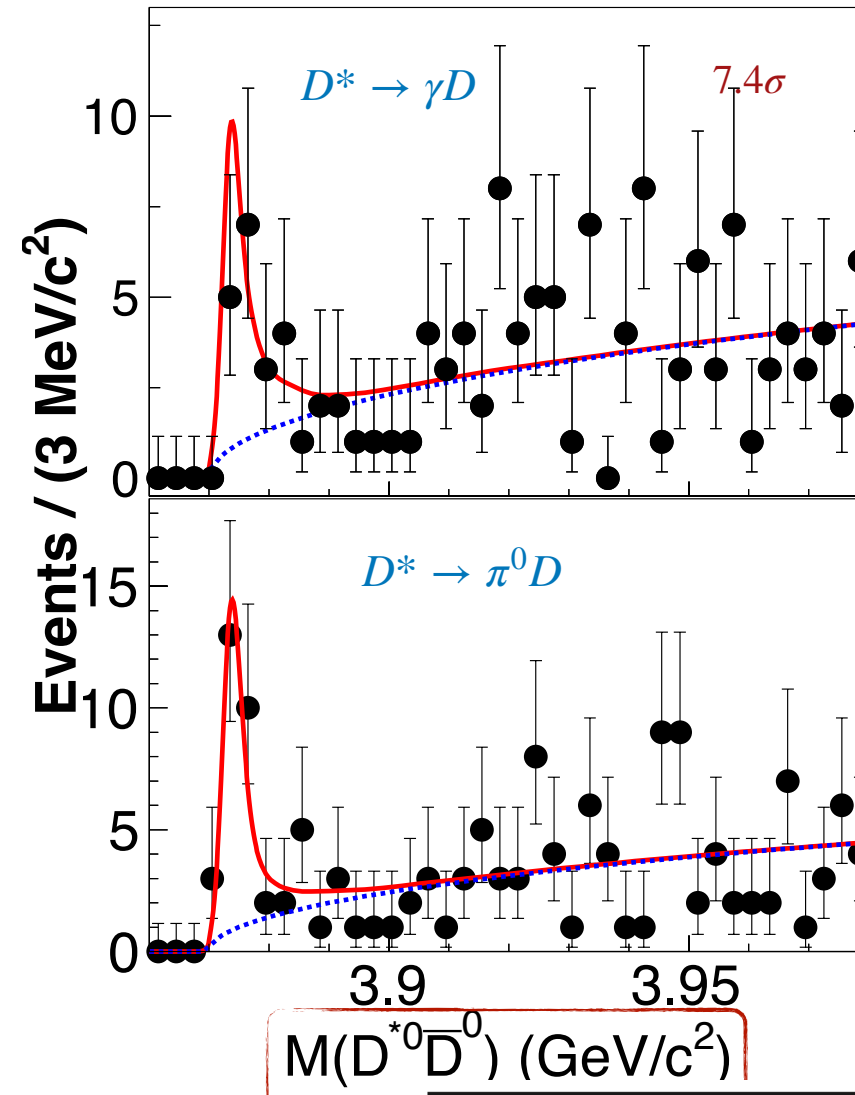 D* → γD 7.4σ
10
5
0
Events / (3 MeV/c²)
D* → π⁰D
15
10
5
0
3.9 3.95
M(D*⁰D̅⁰) (GeV/c²)